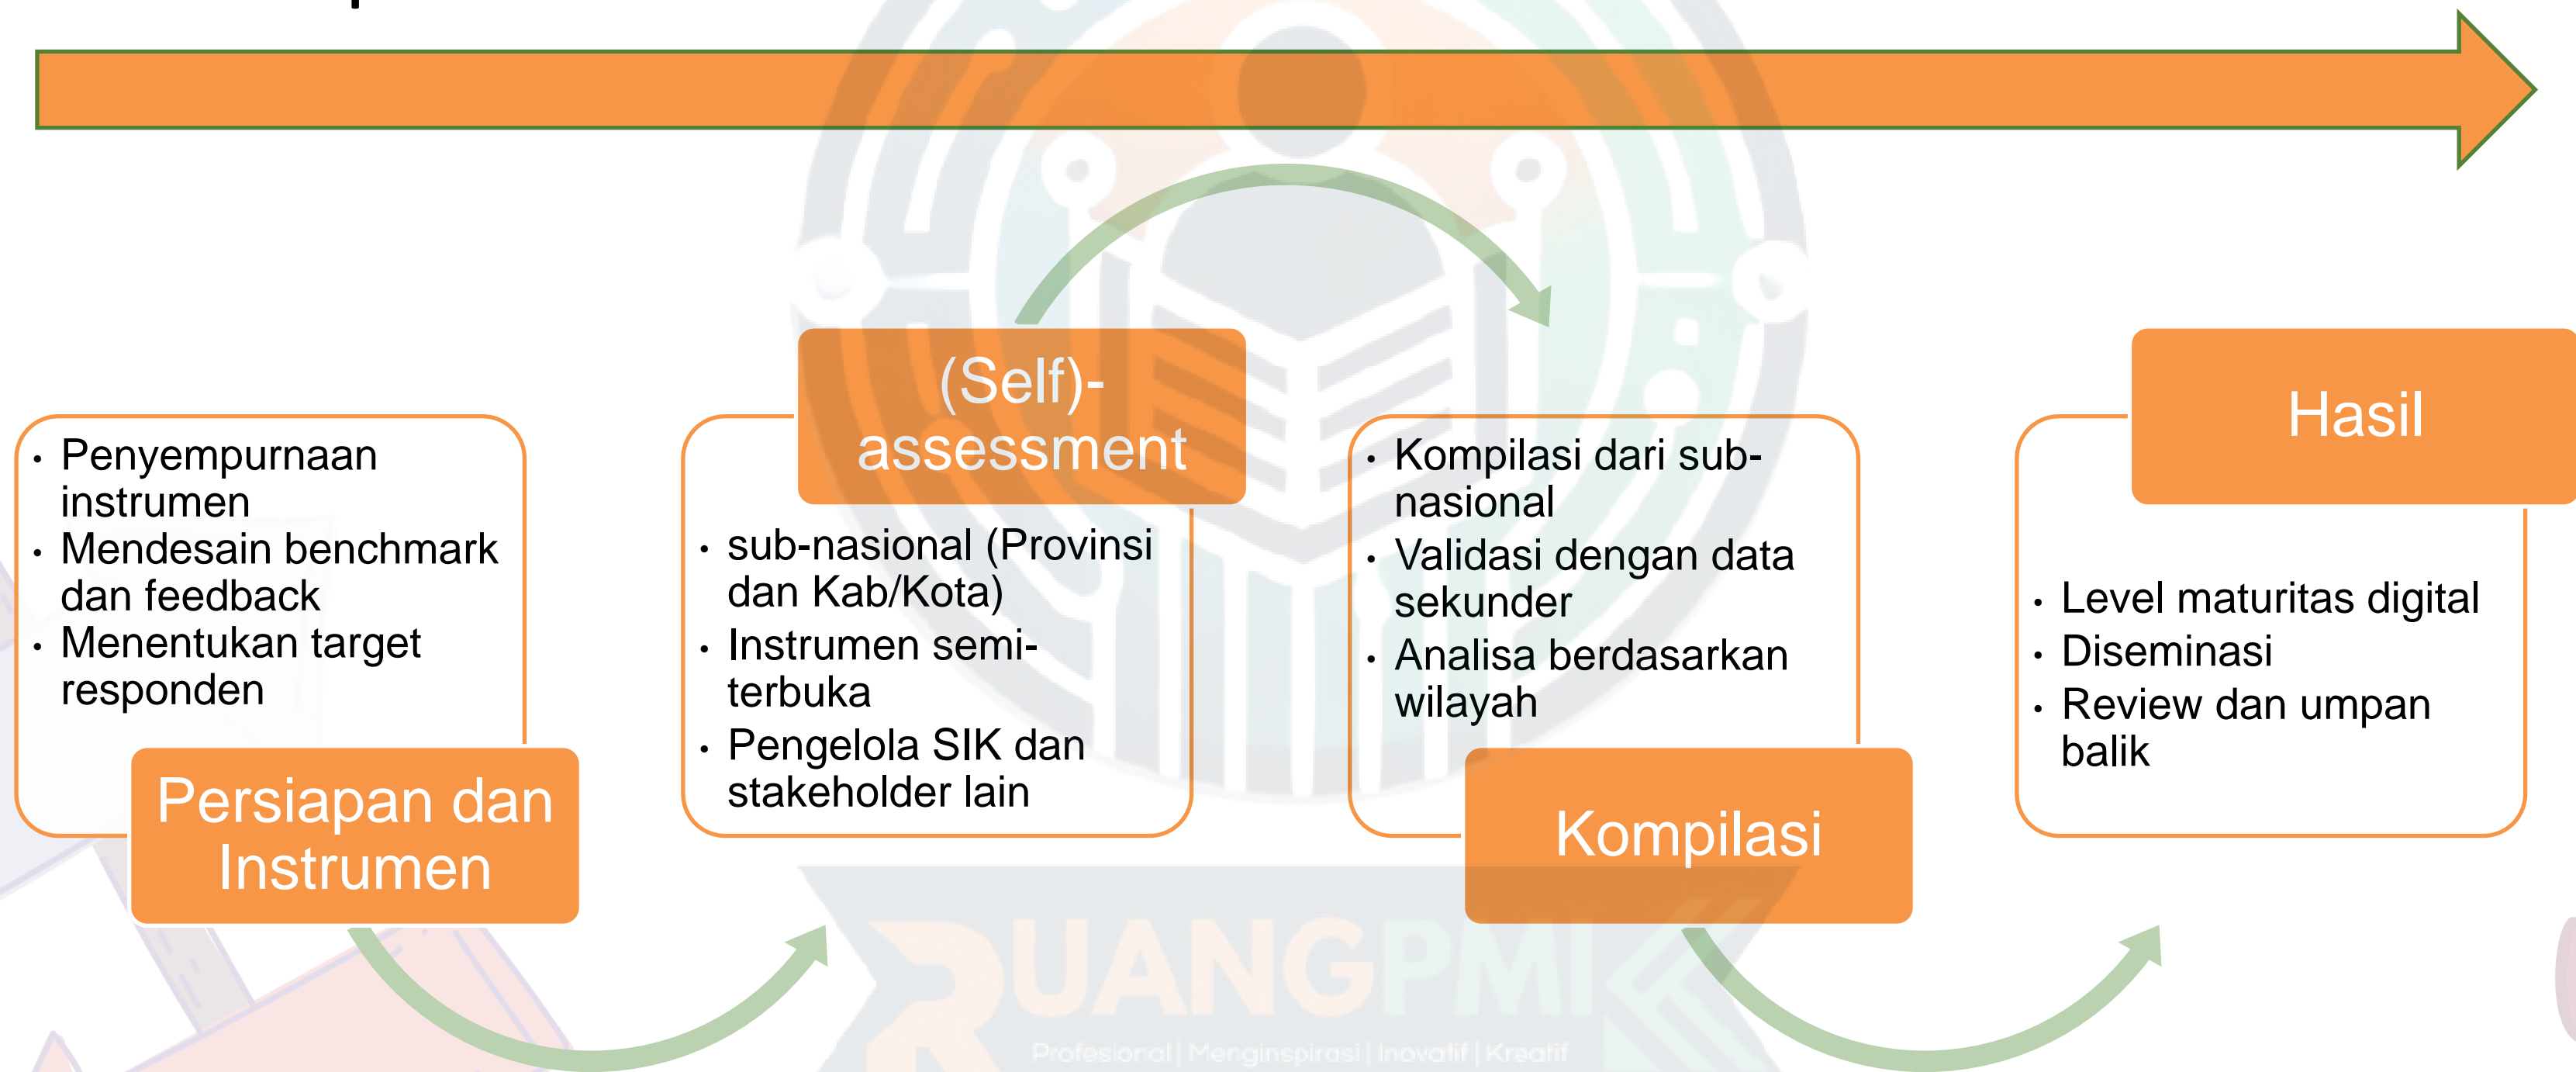 • Penyempurnaan
instrumen
• Mendesain benchmark
dan feedback
• Menentukan target
responden
Persiapan dan
Instrumen
(Self)-
assessment
• sub-nasional (Provinsi
dan Kab/Kota)
• Instrumen semi-
terbuka
• Pengelola SIK dan
stakeholder lain
• Kompilasi dari sub-
nasional
• Validasi dengan data
sekunder
• Analisa berdasarkan
wilayah
Kompilasi
Hasil
• Level maturitas digital
• Diseminasi
• Review dan umpan
balik
RUANGPMIK
Profesional | Menginspirasi | Inovatif | Kreatif